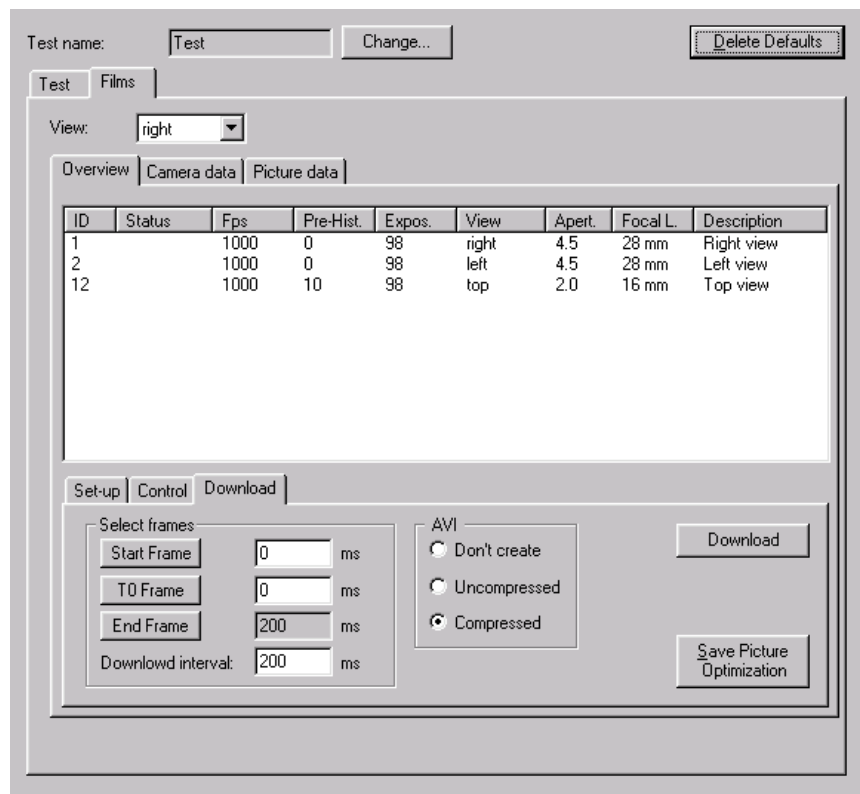 Test name: Test Change... Delete Defaults
Test Films
View: right
Overview Camera data Picture data
ID Status Fps Pre-Hist. Expos. View Apert. Focal L. Description
1 1000 0 98 right 4.5 28 mm Right view
2 1000 0 98 left 4.5 28 mm Left view
12 1000 10 98 top 2.0 16 mm Top view
Set-up Control Download
Select frames
Start Frame 0 ms
T0 Frame 0 ms
End Frame 200 ms
Downlowd interval: 200 ms
AVI
Don't create
Uncompressed
Compressed
Download
Save Picture
Optimization